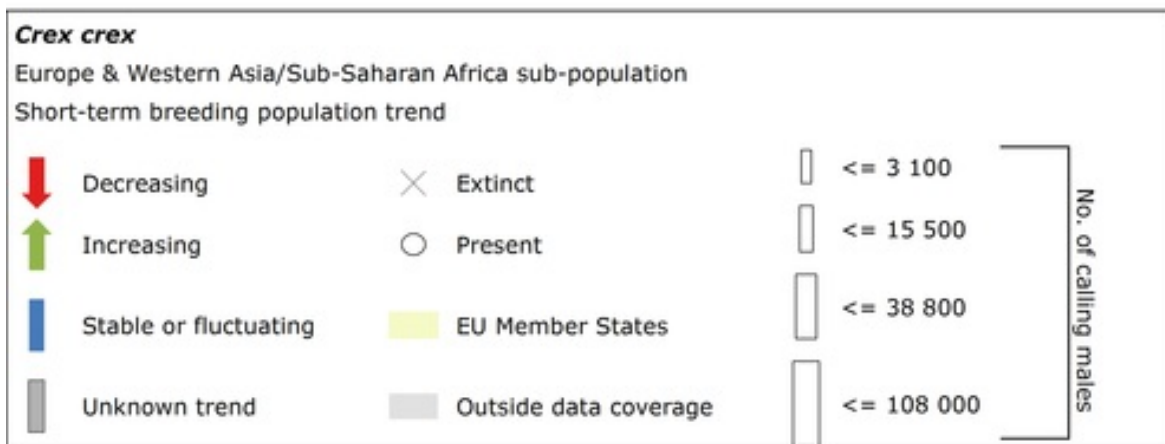 Crex crex
Europe & Western Asia/Sub-Saharan Africa sub-population
Short-term breeding population trend
Decreasing
Extinct
<= 3 100
Increasing
Present
<= 15 500
Stable or fluctuating
EU Member States
<= 38 800
Unknown trend
Outside data coverage
<= 108 000
No. of calling males